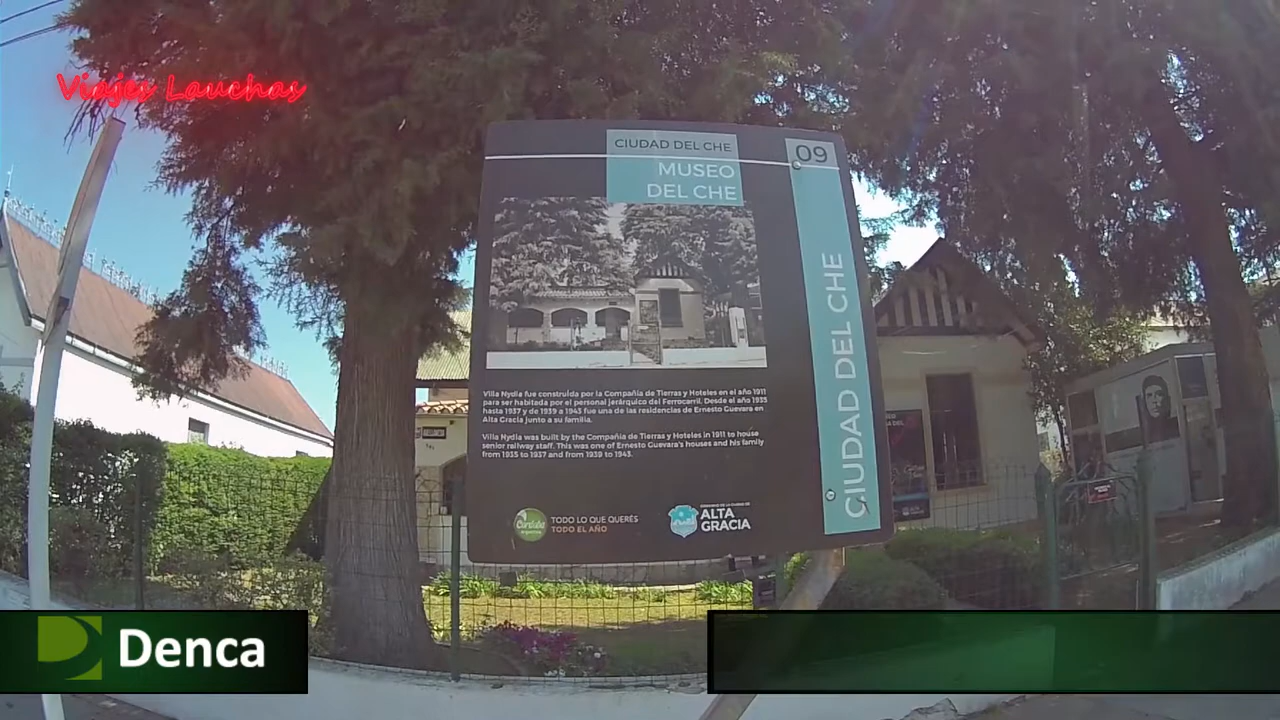 Viajes Lauchas
CIUDAD DEL CHE
MUSEO
DEL CHE
09
CIUDAD DEL CHE
Villa Nydia fue construida por la Compañia de Tierras y Hoteles en el año 1911
para ser habitada por el personal jerárquico del Ferrocarril. Desde el año 1935
hasta 1937 y de 1939 a 1943 fue una de las residencias de Ernesto Guevara en
Alta Gracia junto a su familia.
Villa Nydia was built by the Compañia de Tierras y Hoteles in 1911 to house
senior railway staff. This was one of Ernesto Guevara's houses and his family
from 1935 to 1937 and from 1939 to 1943.
Córdoba
TODO LO QUE QUERÉS
TODO EL AÑO
ALTA
GRACIA
Denca